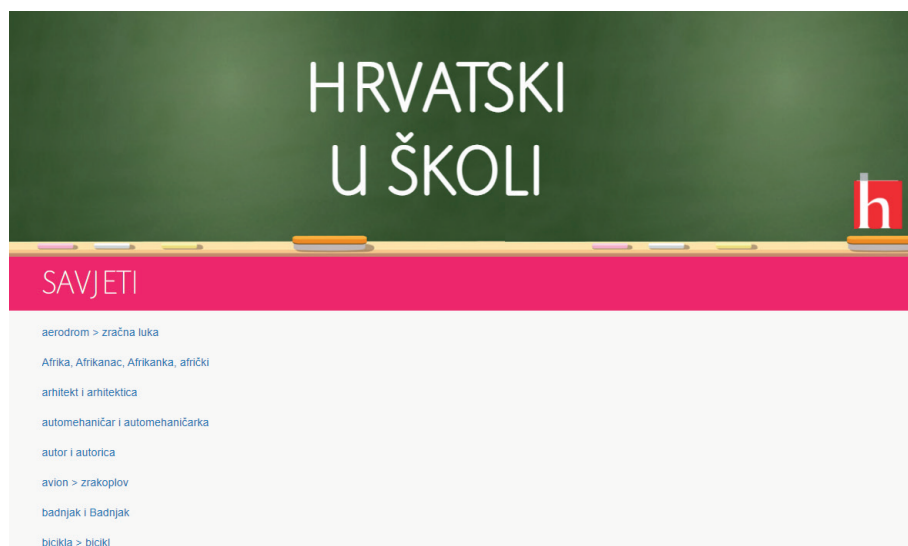 HRVATSKI
U ŠKOLI
h
SAVJETI
aerodrom > zračna luka
Afrika, Afrikanac, Afrikanka, afrički
arhitekt i arhitektica
automehaničar i automehaničarka
autor i autorica
avion > zrakoplov
badnjak i Badnjak
bicikla > bicikl